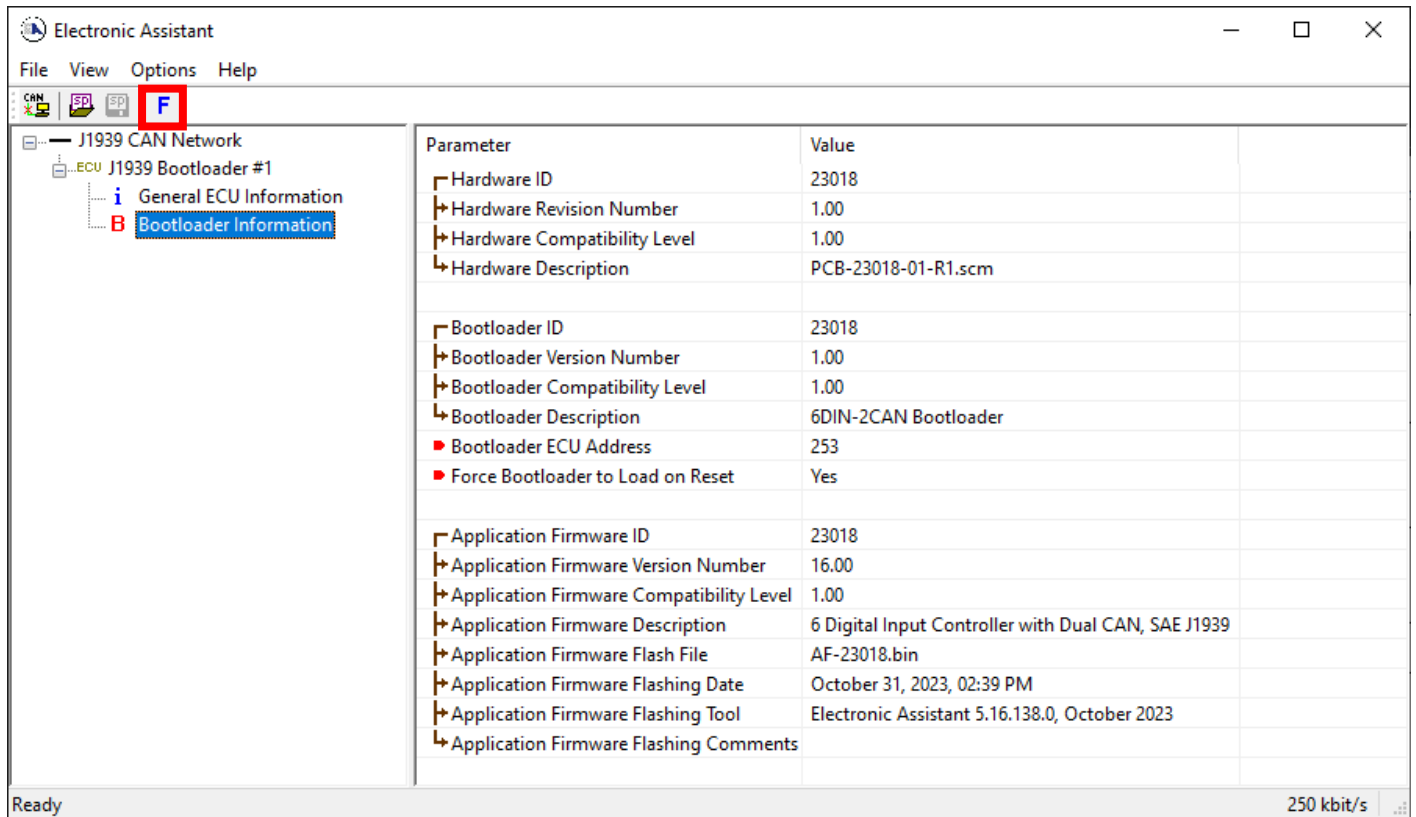 Electronic Assistant
File View Options Help
CAN SP SP F
J1939 CAN Network
ECU J1939 Bootloader #1
i General ECU Information
B Bootloader Information
Parameter Value
Hardware ID 23018
Hardware Revision Number 1.00
Hardware Compatibility Level 1.00
Hardware Description PCB-23018-01-R1.scm
Bootloader ID 23018
Bootloader Version Number 1.00
Bootloader Compatibility Level 1.00
Bootloader Description 6DIN-2CAN Bootloader
Bootloader ECU Address 253
Force Bootloader to Load on Reset Yes
Application Firmware ID 23018
Application Firmware Version Number 16.00
Application Firmware Compatibility Level 1.00
Application Firmware Description 6 Digital Input Controller with Dual CAN, SAE J1939
Application Firmware Flash File AF-23018.bin
Application Firmware Flashing Date October 31, 2023, 02:39 PM
Application Firmware Flashing Tool Electronic Assistant 5.16.138.0, October 2023
Application Firmware Flashing Comments
Ready 250 kbit/s